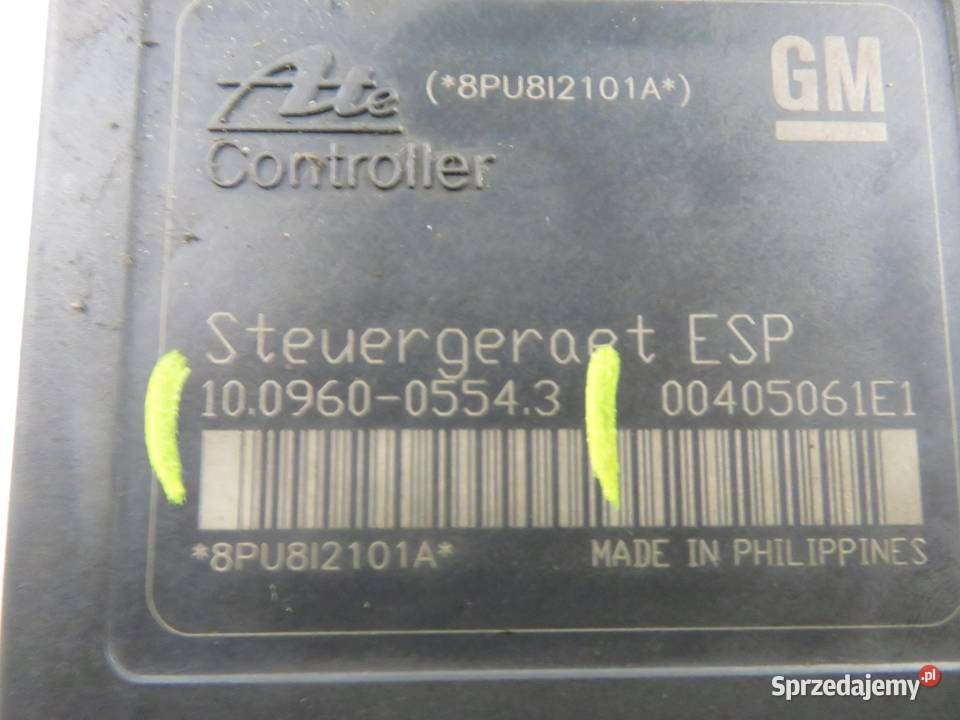 Ate (*8PU8I2101A*) GM
Controller
Steuergeraet ESP
10.0960-0554.3 00405061E1
*8PU8I2101A* MADE IN PHILIPPINES
Sprzedajemy.pl